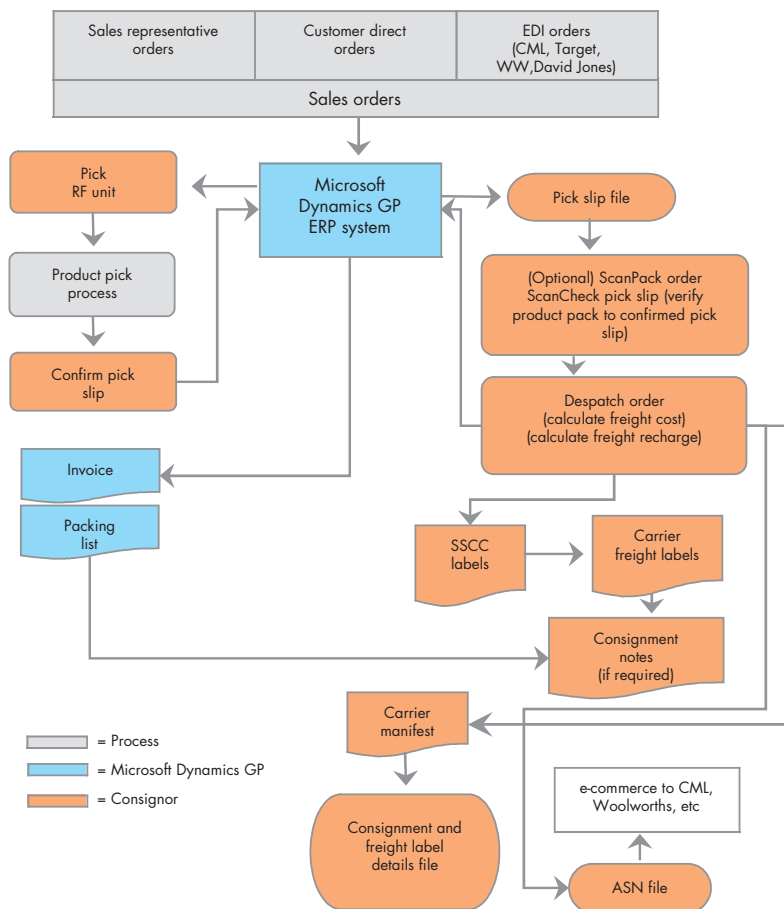 Sales representative
orders
Customer direct
orders
EDI orders
(CML, Target,
WW,David Jones)
Sales orders
Pick
RF unit
Microsoft
Dynamics GP
ERP system
Pick slip file
Product pick
process
(Optional) ScanPack order
ScanCheck pick slip (verify
product pack to confirmed pick
slip)
Confirm pick
slip
Despatch order
(calculate freight cost)
(calculate freight recharge)
Invoice
Packing
list
SSCC
labels
Carrier
freight labels
Consignment
notes
(if required)
Carrier
manifest
= Process
= Microsoft Dynamics GP
= Consignor
e-commerce to CML,
Woolworths, etc
Consignment and
freight label
details file
ASN file